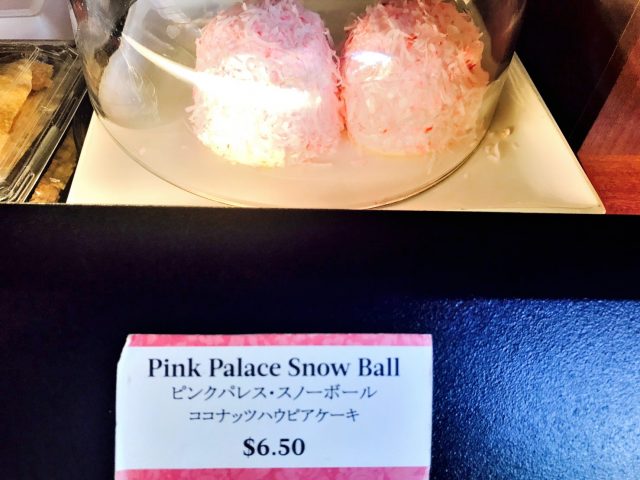 Pink Palace Snow Ball
ピンクパレス・スノーボール
ココナッツハウピアケーキ
$6.50